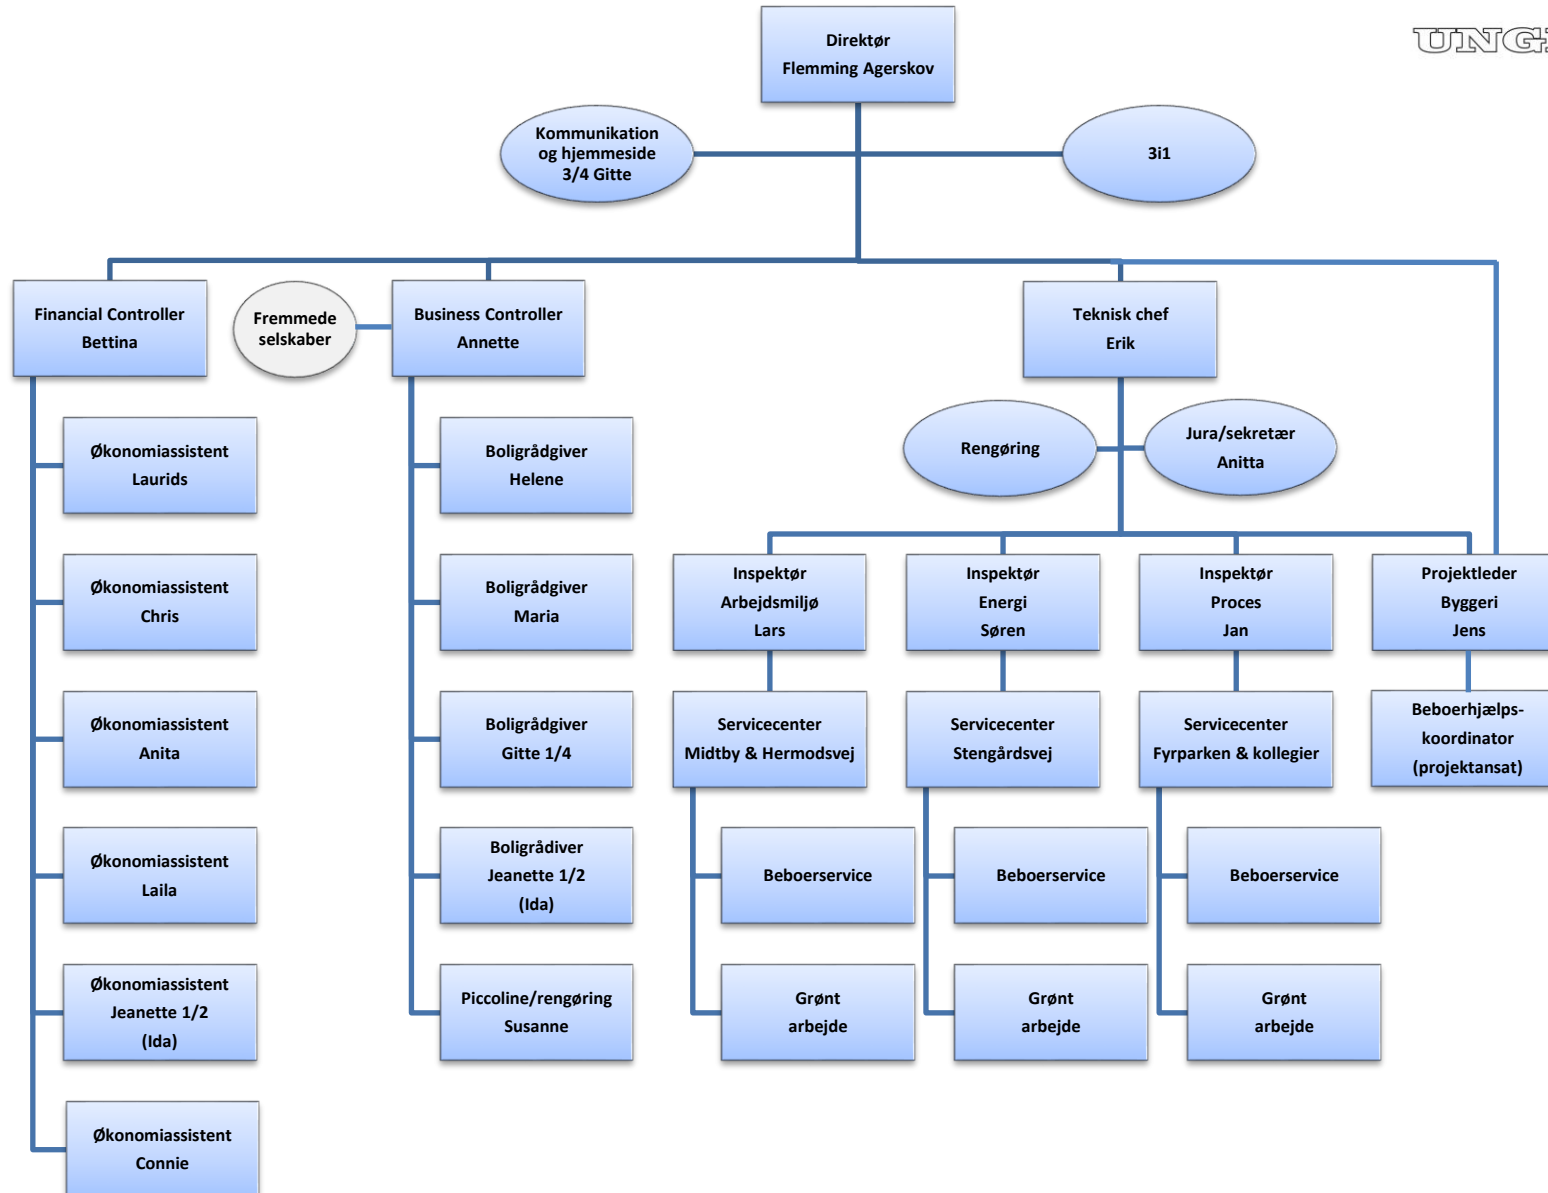 Direktør
Flemming Agerskov
UNG
Kommunikation
og hjemmeside
3/4 Gitte
3i1
Financial Controller
Bettina
Fremmede
selskaber
Business Controller
Annette
Teknisk chef
Erik
Rengøring
Jura/sekretær
Anitta
Økonomiassistent
Laurids
Økonomiassistent
Chris
Økonomiassistent
Anita
Økonomiassistent
Laila
Økonomiassistent
Jeanette 1/2
(Ida)
Økonomiassistent
Connie
Boligrådgiver
Helene
Boligrådgiver
Maria
Boligrådgiver
Gitte 1/4
Boligrådiver
Jeanette 1/2
(Ida)
Piccoline/rengøring
Susanne
Inspektør
Arbejdsmiljø
Lars
Servicecenter
Midtby & Hermodsvej
Beboerservice
Grønt
arbejde
Inspektør
Energi
Søren
Servicecenter
Stengårdsvej
Beboerservice
Grønt
arbejde
Inspektør
Proces
Jan
Servicecenter
Fyrparken & kollegier
Beboerservice
Grønt
arbejde
Projektleder
Byggeri
Jens
Beboerhjælps-
koordinator
(projektansat)